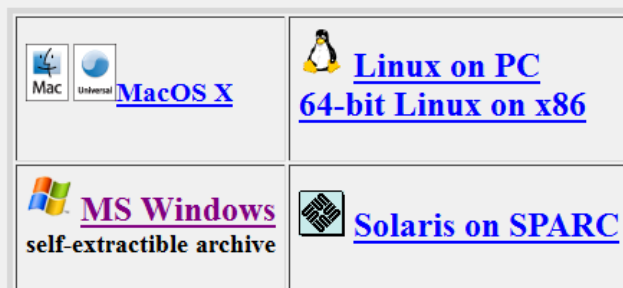 Mac
Universal
MacOS X
Linux on PC
64-bit Linux on x86
MS Windows
self-extractible archive
Solaris on SPARC